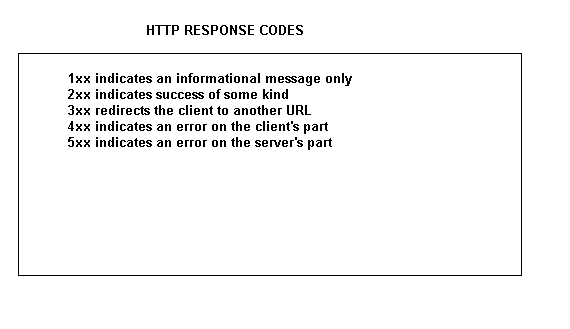 HTTP RESPONSE CODES
1xx indicates an informational message only
2xx indicates success of some kind
3xx redirects the client to another URL
4xx indicates an error on the client's part
5xx indicates an error on the server's part